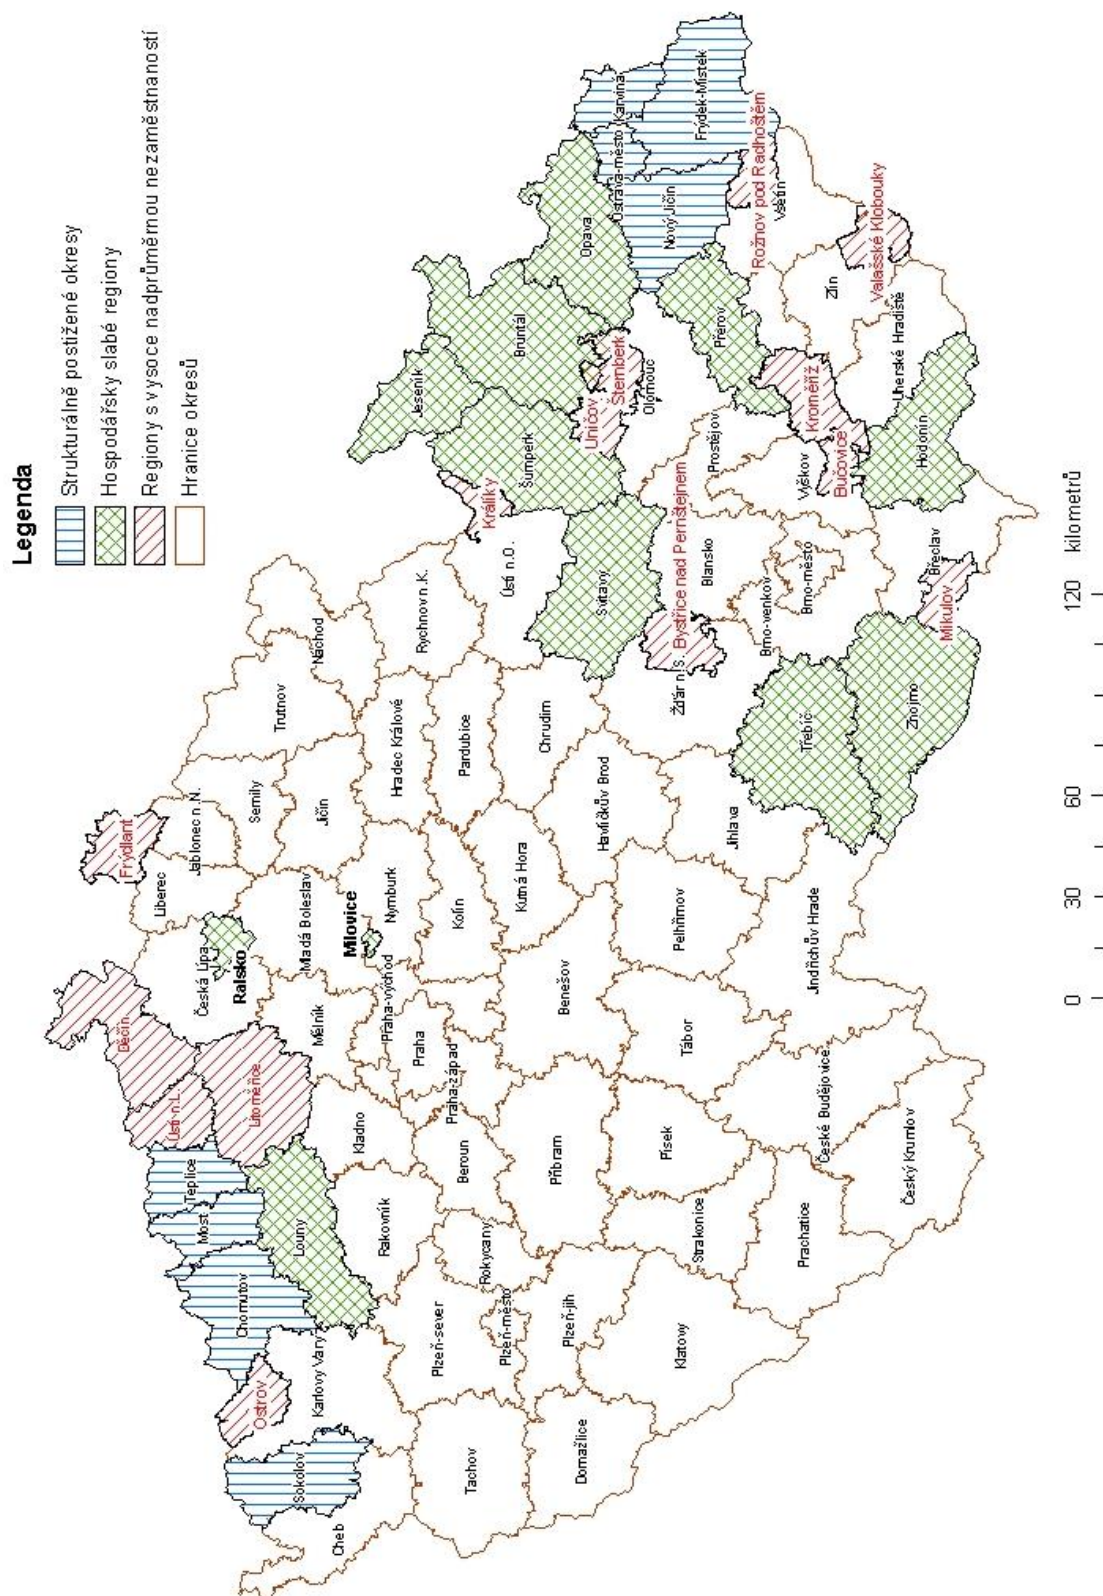 Legenda
Strukturálně postižené okresy
Hospodářsky slabé regiony
Regiony s vysoce nadprůměrnou nezaměstnaností
Hranice okresů
Frýdlant
Liberec
Jablonec n.N.
Děčín
Česká Lípa
Ralsko
Semily
Trutnov
Ústí n.L.
Teplice
Litoměřice
Most
Chomutov
Louny
Mladá Boleslav
Jičín
Náchod
Mělník
Milovice
Nymburk
Hradec Králové
Rychnov n.K.
Ostrov
Karlovy Vary
Sokolov
Cheb
Kladno
Rakovník
Praha-východ
Praha
Praha-západ
Kolín
Pardubice
Beroun
Rokycany
Plzeň-sever
Plzeň-město
Plzeň-jih
Tachov
Domažlice
Klatovy
Příbram
Benešov
Kutná Hora
Chrudim
Ústí n.O.
Králíky
Šumperk
Jeseník
Bruntál
Opava
Ostrava-město
Karviná
Frýdek-Místek
Nový Jičín
Svitavy
Havlíčkův Brod
Uničov
Šternberk
Olomouc
Přerov
Rožnov pod Radhoštěm
Vsetín
Písek
Tábor
Pelhřimov
Jihlava
Žďár n.S.
Bystřice nad Pernštejnem
Blansko
Prostějov
Strakonice
Prachatice
České Budějovice
Český Krumlov
Jindřichův Hrade
Třebíč
Brno-venkov
Brno-město
Vyškov
Bučovice
Kroměříž
Zlín
Valašské Klobouky
Uherské Hradiště
Hodonín
Znojmo
Mikulov
Břeclav
0 30 60 120 kilometrů